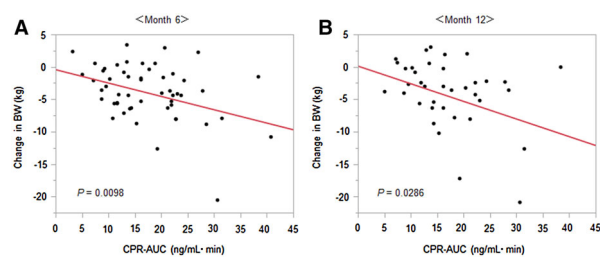 A
<Month 6>
Change in BW (kg)
5
0
-5
-10
-15
-20
P = 0.0098
0 5 10 15 20 25 30 35 40 45
CPR-AUC (ng/mL· min)
B
<Month 12>
Change in BW (kg)
5
0
-5
-10
-15
-20
P = 0.0286
0 5 10 15 20 25 30 35 40 45
CPR-AUC (ng/mL· min)